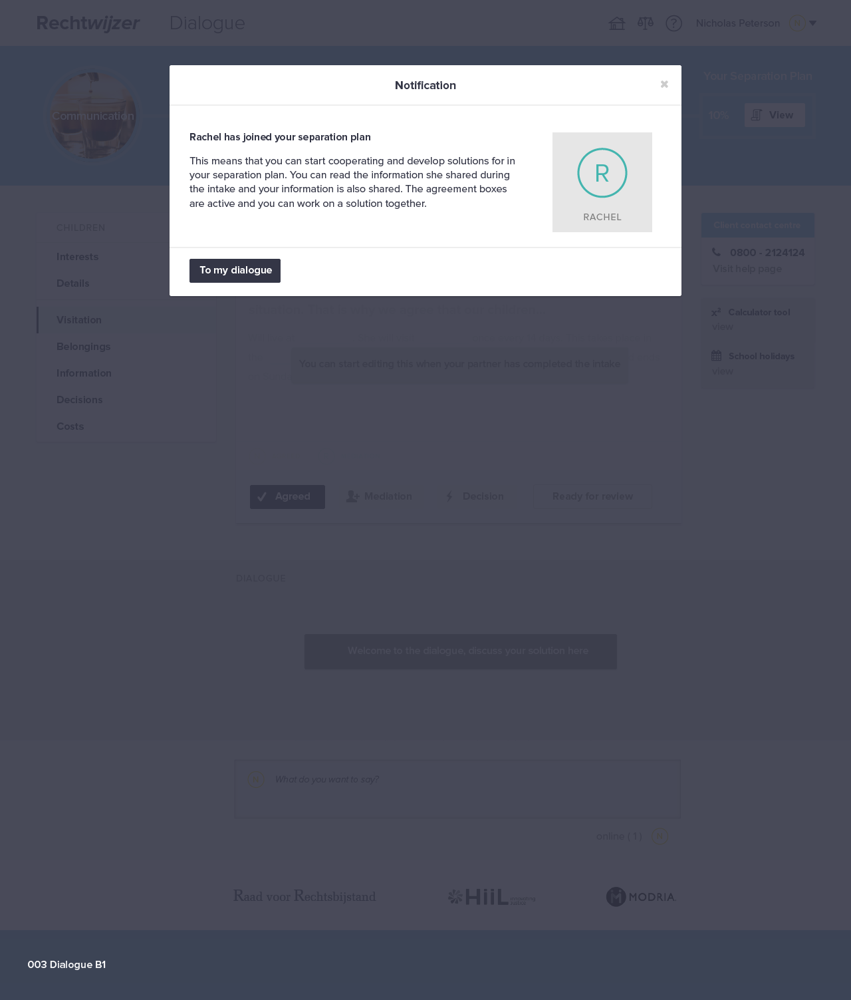 Rechtwijzer
Dialogue
Nicholas Peterson
N
Communication
Your Separation Plan
10%
View
Notification
Rachel has joined your separation plan
This means that you can start cooperating and develop solutions for in
your separation plan. You can read the information she shared during
the intake and your information is also shared. The agreement boxes
are active and you can work on a solution together.
R
RACHEL
To my dialogue
CHILDREN
Interests
Details
Visitation
Belongings
Information
Decisions
Costs
Client contact centre
0800 - 2124124
Visit help page
x² Calculator tool
view
School holidays
view
You can start editing this when your partner has completed the intake
Agreed
Mediation
Decision
Ready for review
DIALOGUE
Welcome to the dialogue, discuss your solution here
What do you want to say?
online ( 1 )
Raad voor Rechtsbijstand
HiiL innovating justice
MODRIA
003 Dialogue B1